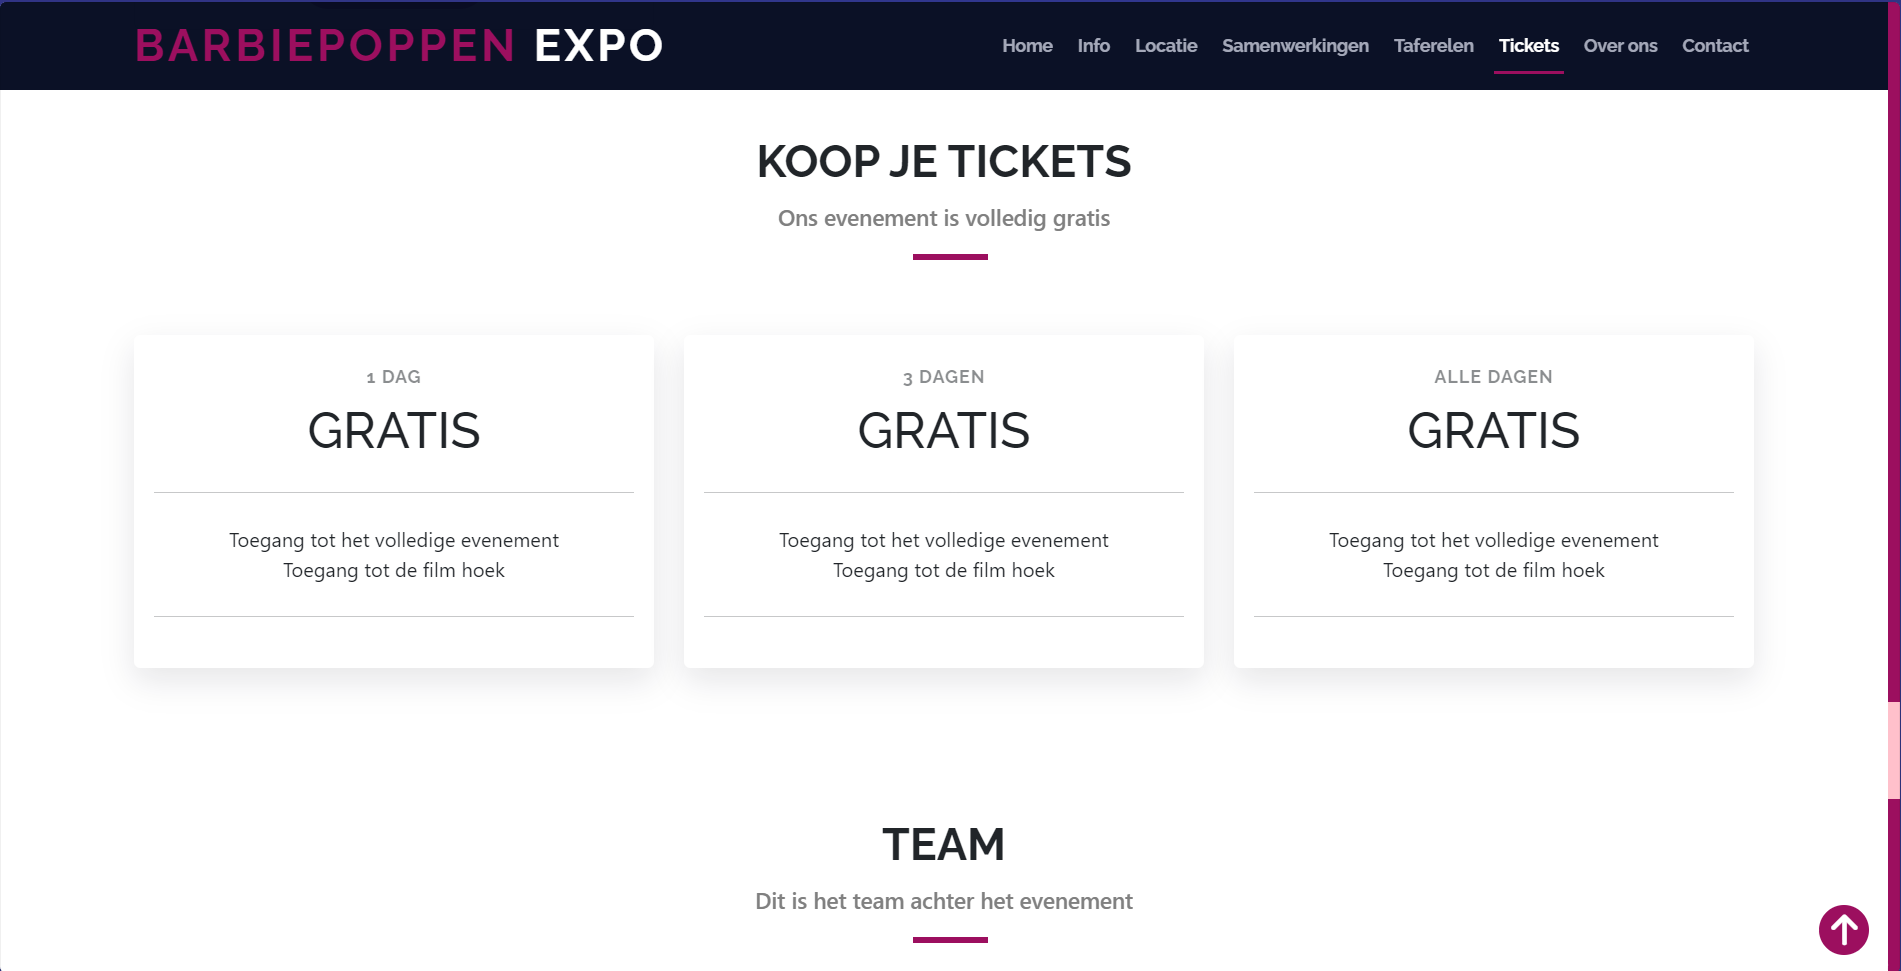 BARBIEPOPPEN EXPO
Home Info Locatie Samenwerkingen Taferelen Tickets Over ons Contact
KOOP JE TICKETS
Ons evenement is volledig gratis
1 DAG
GRATIS
Toegang tot het volledige evenement
Toegang tot de film hoek
3 DAGEN
GRATIS
Toegang tot het volledige evenement
Toegang tot de film hoek
ALLE DAGEN
GRATIS
Toegang tot het volledige evenement
Toegang tot de film hoek
TEAM
Dit is het team achter het evenement